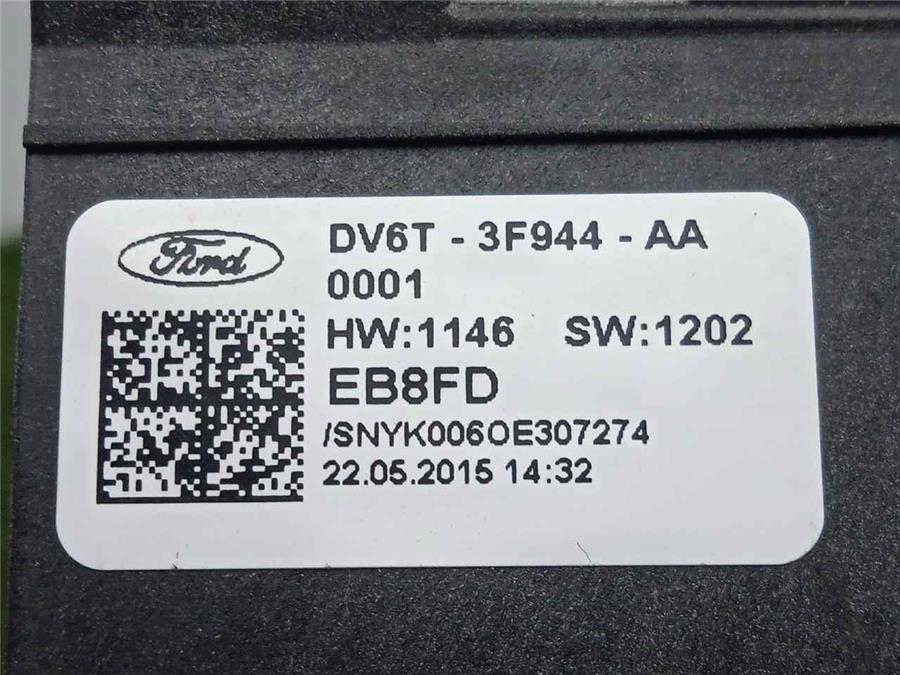 Ford
DV6T - 3F944 - AA
0001
HW:1146 SW:1202
EB8FD
/SNYK006OE307274
22.05.2015 14:32